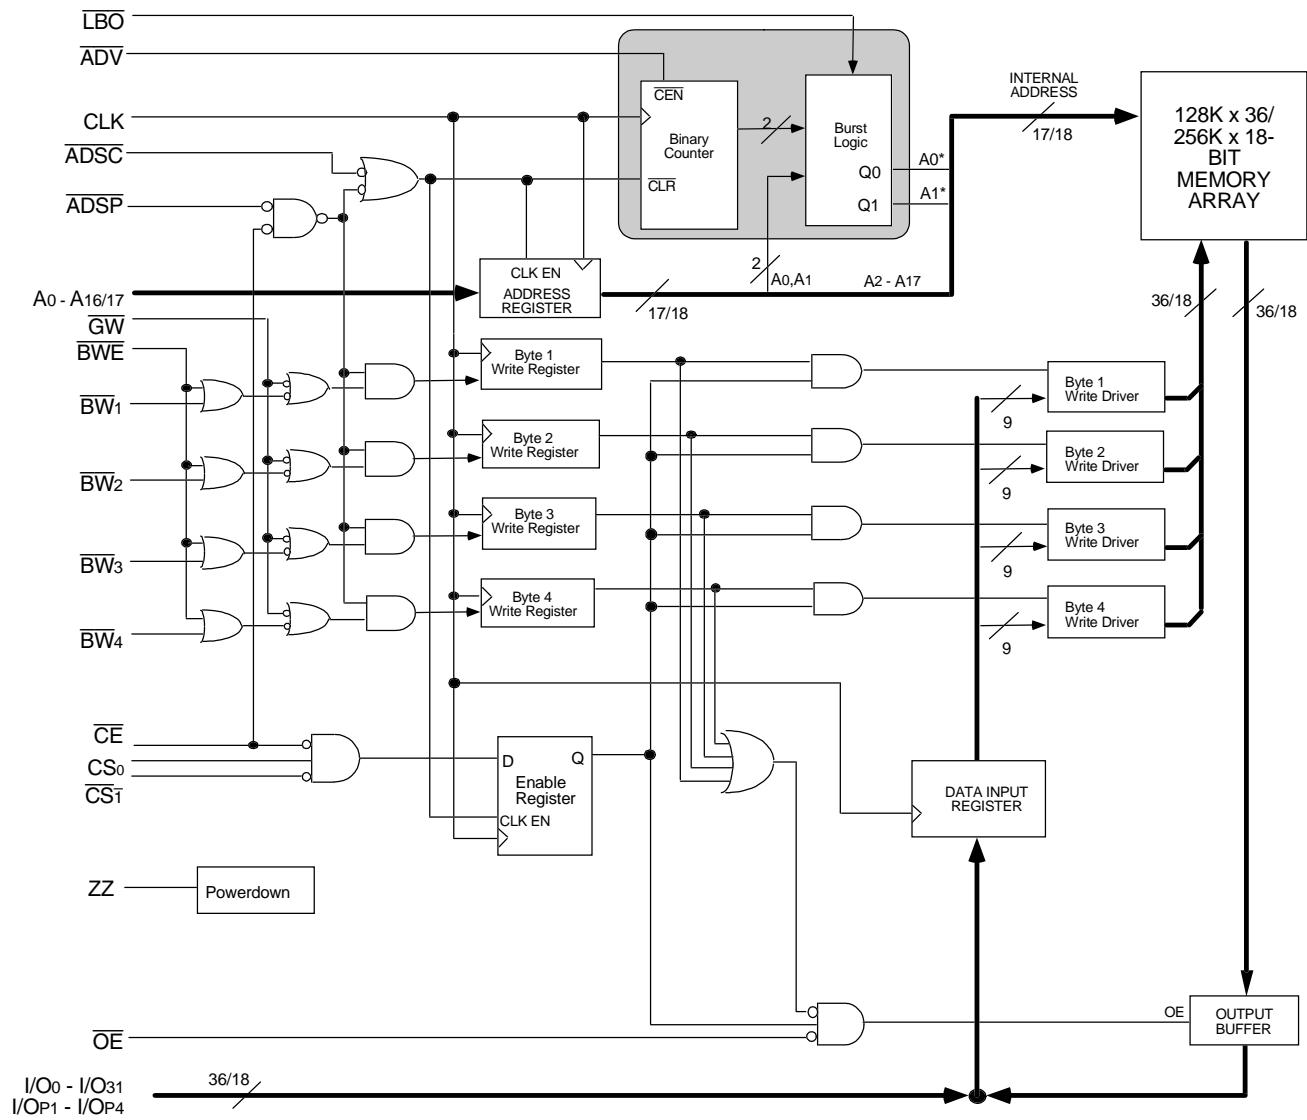 LBO
ADV
CLK
ADSC
ADSP
CEN
Binary
Counter
CLR
2
Burst
Logic
Q0
Q1
A0*
A1*
INTERNAL
ADDRESS
17/18
128K x 36/
256K x 18-
BIT
MEMORY
ARRAY
A0 - A16/17
CLK EN
ADDRESS
REGISTER
17/18
2
A0,A1
A2 - A17
36/18
36/18
GW
BWE
BW1
BW2
BW3
BW4
Byte 1
Write Register
Byte 2
Write Register
Byte 3
Write Register
Byte 4
Write Register
Byte 1
Write Driver
9
Byte 2
Write Driver
9
Byte 3
Write Driver
9
Byte 4
Write Driver
9
CE
CS0
CS1
D
Q
Enable
Register
CLK EN
DATA INPUT
REGISTER
ZZ
Powerdown
OE
OE
OUTPUT
BUFFER
I/O0 - I/O31
I/OP1 - I/OP4
36/18